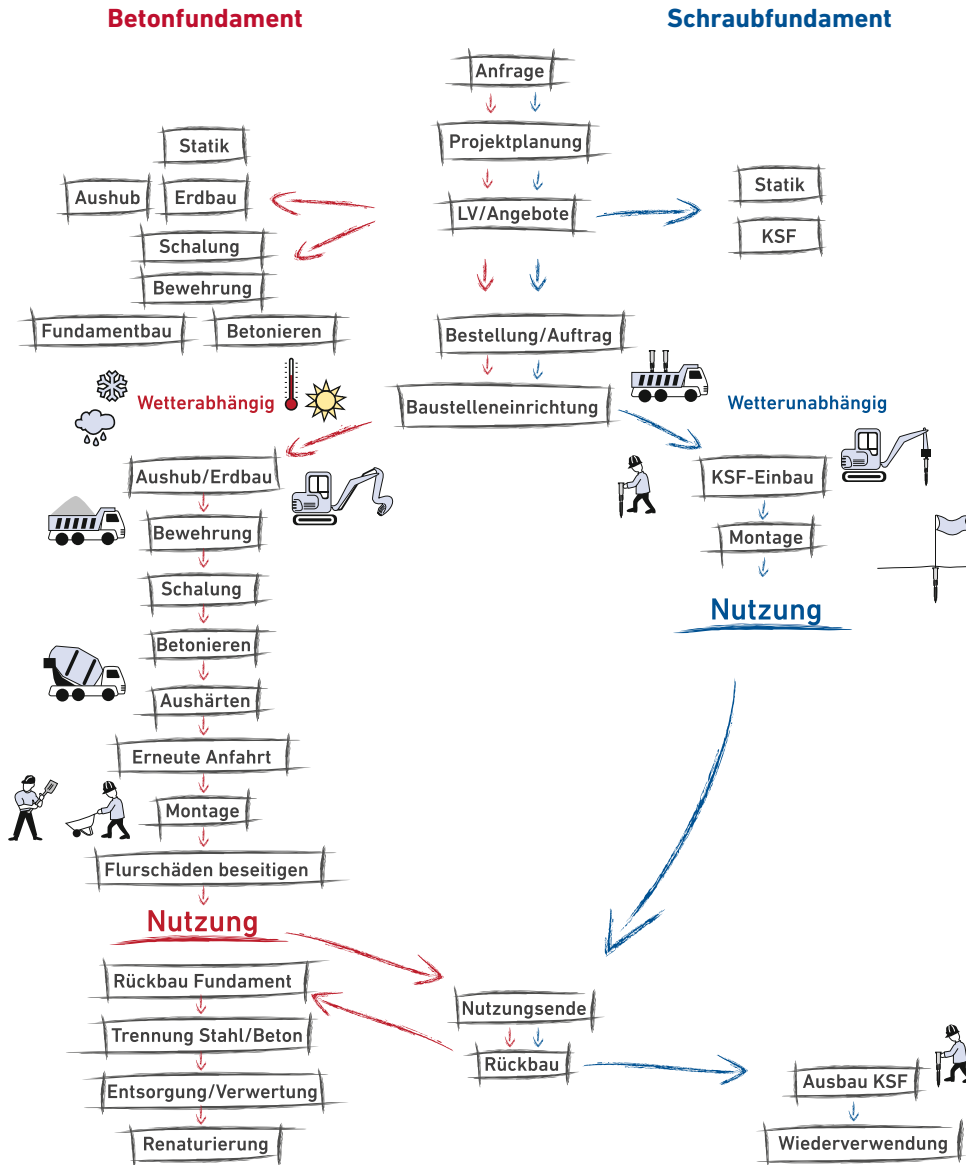 Betonfundament
Schraubfundament
Anfrage
Projektplanung
LV/Angebote
Statik
Aushub
Erdbau
Schalung
Bewehrung
Fundamentbau
Betonieren
Statik
KSF
Bestellung/Auftrag
Baustelleneinrichtung
Wetterabhängig
Wetterunabhängig
Aushub/Erdbau
Bewehrung
Schalung
Betonieren
Aushärten
Erneute Anfahrt
Montage
Flurschäden beseitigen
Nutzung
KSF-Einbau
Montage
Nutzung
Nutzungsende
Rückbau
Rückbau Fundament
Trennung Stahl/Beton
Entsorgung/Verwertung
Renaturierung
Ausbau KSF
Wiederverwendung